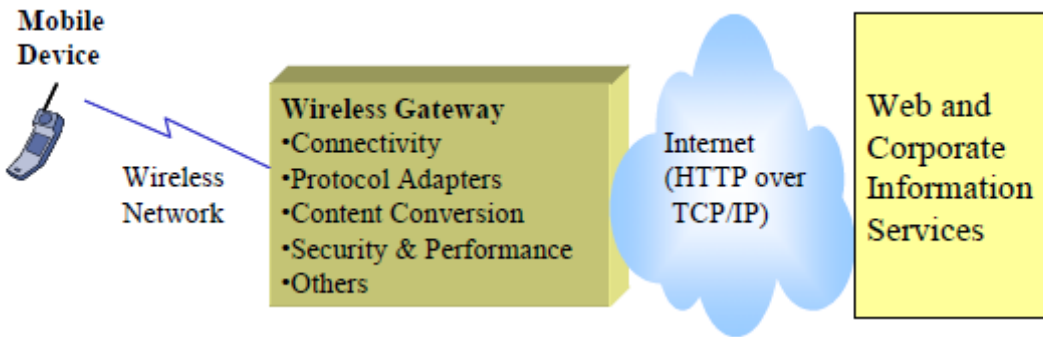 Mobile
Device
Wireless
Network
Wireless Gateway
•Connectivity
•Protocol Adapters
•Content Conversion
•Security & Performance
•Others
Internet
(HTTP over
TCP/IP)
Web and
Corporate
Information
Services